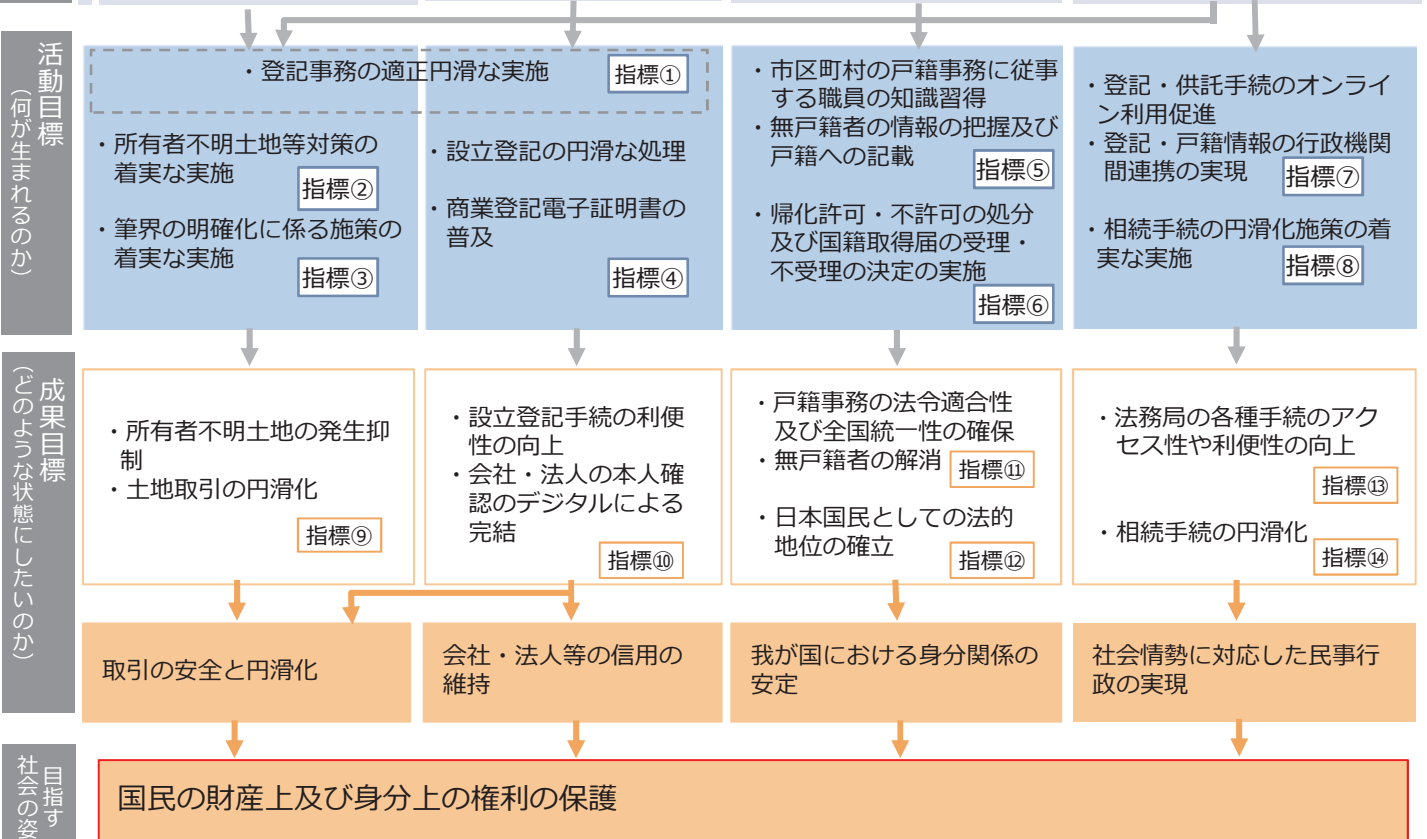 活動目標
（何が生まれるのか）
・登記事務の適正円滑な実施
指標①
・所有者不明土地等対策の
着実な実施
指標②
・筆界の明確化に係る施策の
着実な実施
指標③
・設立登記の円滑な処理
・商業登記電子証明書の
普及
指標④
・市区町村の戸籍事務に従事
する職員の知識習得
・無戸籍者の情報の把握及び
戸籍への記載
指標⑤
・帰化許可・不許可の処分
及び国籍取得届の受理・
不受理の決定の実施
指標⑥
・登記・供託手続のオンライ
ン利用促進
・登記・戸籍情報の行政機関
間連携の実現
指標⑦
・相続手続の円滑化施策の着
実な実施
指標⑧
成果目標
（どのような状態にしたいのか）
・所有者不明土地の発生抑
制
・土地取引の円滑化
指標⑨
・設立登記手続の利便
性の向上
・会社・法人の本人確
認のデジタルによる
完結
指標⑩
・戸籍事務の法令適合性
及び全国統一性の確保
・無戸籍者の解消
指標⑪
・日本国民としての法的
地位の確立
指標⑫
・法務局の各種手続のアク
セス性や利便性の向上
指標⑬
・相続手続の円滑化
指標⑭
取引の安全と円滑化
会社・法人等の信用の
維持
我が国における身分関係の
安定
社会情勢に対応した民事行
政の実現
目指す
社会の姿
国民の財産上及び身分上の権利の保護